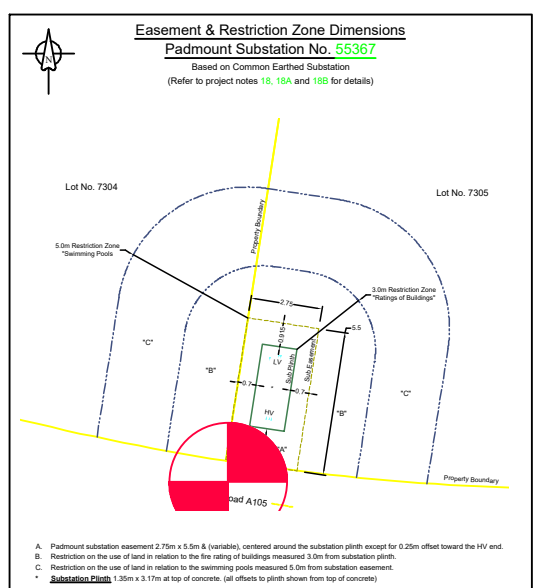 Easement & Restriction Zone Dimensions
Padmount Substation No. 55367
Based on Common Earthed Substation
(Refer to project notes 18, 18A and 18B for details)
N
Lot No. 7304
Lot No. 7305
Property Boundary
5.0m Restriction Zone
"Swimming Pools
3.0m Restriction Zone
"Ratings of Buildings"
2.75
5.5
0.915
LV
Sub Plinth
Sub Easement
"C"
"B"
0.7
0.7
"B"
"C"
HV
"A"
Property Boundary
oad A105
A. Padmount substation easement 2.75m x 5.5m & (variable), centered around the substation plinth except for 0.25m offset toward the HV end.
B. Restriction on the use of land in relation to the fire rating of buildings measured 3.0m from substation plinth.
C. Restriction on the use of land in relation to the swimming pools measured 5.0m from substation easement.
* Substation Plinth 1.35m x 3.17m at top of concrete. (all offsets to plinth shown from top of concrete)